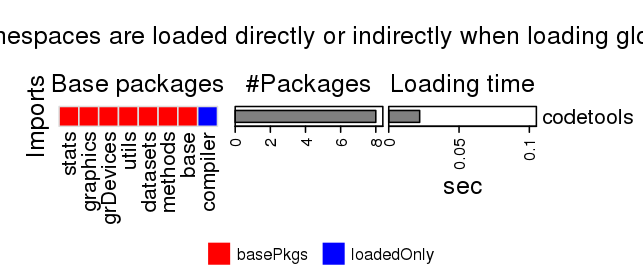 mespaces are loaded directly or indirectly when loading glo
Base packages #Packages Loading time
Imports
codetools
stats
graphics
grDevices
utils
datasets
methods
base
compiler
0 2 4 6 8
0 0.05 0.1
sec
basePkgs loadedOnly